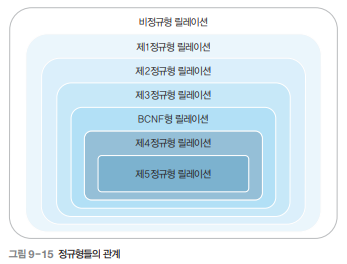 비정규형 릴레이션
제1정규형 릴레이션
제2정규형 릴레이션
제3정규형 릴레이션
BCNF형 릴레이션
제4정규형 릴레이션
제5정규형 릴레이션
그림 9-15 정규형들의 관계